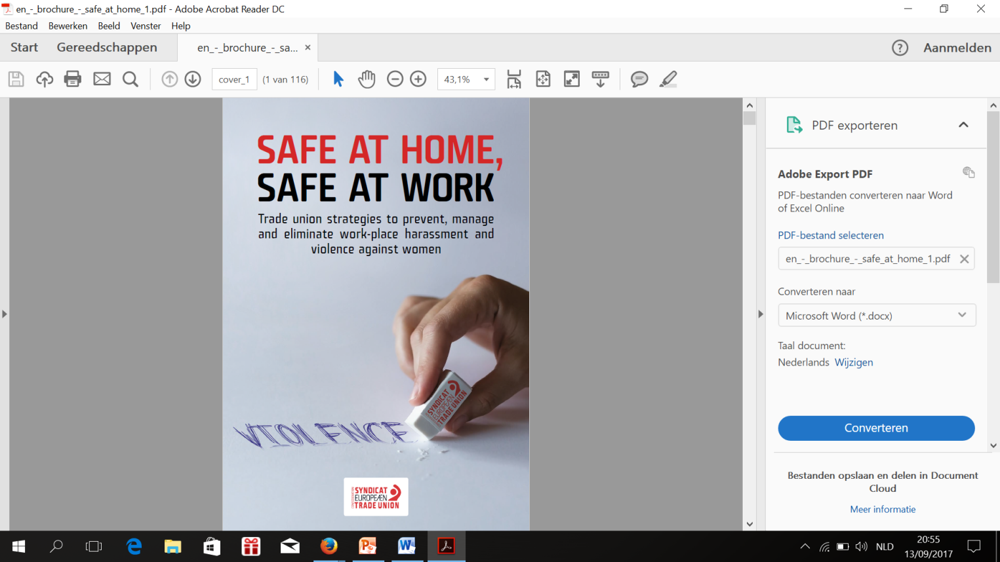 en_-_brochure_-_safe_at_home_1.pdf - Adobe Acrobat Reader DC
Bestand Bewerken Beeld Venster Help
Start Gereedschappen en_-_brochure_-_sa... × Aanmelden
cover_1 (1 van 116) 43,1%
SAFE AT HOME,
SAFE AT WORK
Trade union strategies to prevent, manage
and eliminate work-place harassment and
violence against women
SYNDICAT
EUROPEÆN
TRADE UNION
VIOLENCE
SYNDICAT
EUROPEÆN
TRADE UNION
PDF exporteren
Adobe Export PDF
PDF-bestanden converteren naar Word
of Excel Online
PDF-bestand selecteren
en_-_brochure_-_safe_at_home_1.pdf
Converteren naar
Microsoft Word (*.docx)
Taal document:
Nederlands Wijzigen
Converteren
Bestanden opslaan en delen in Document
Cloud
Meer informatie
NLD
20:55
13/09/2017